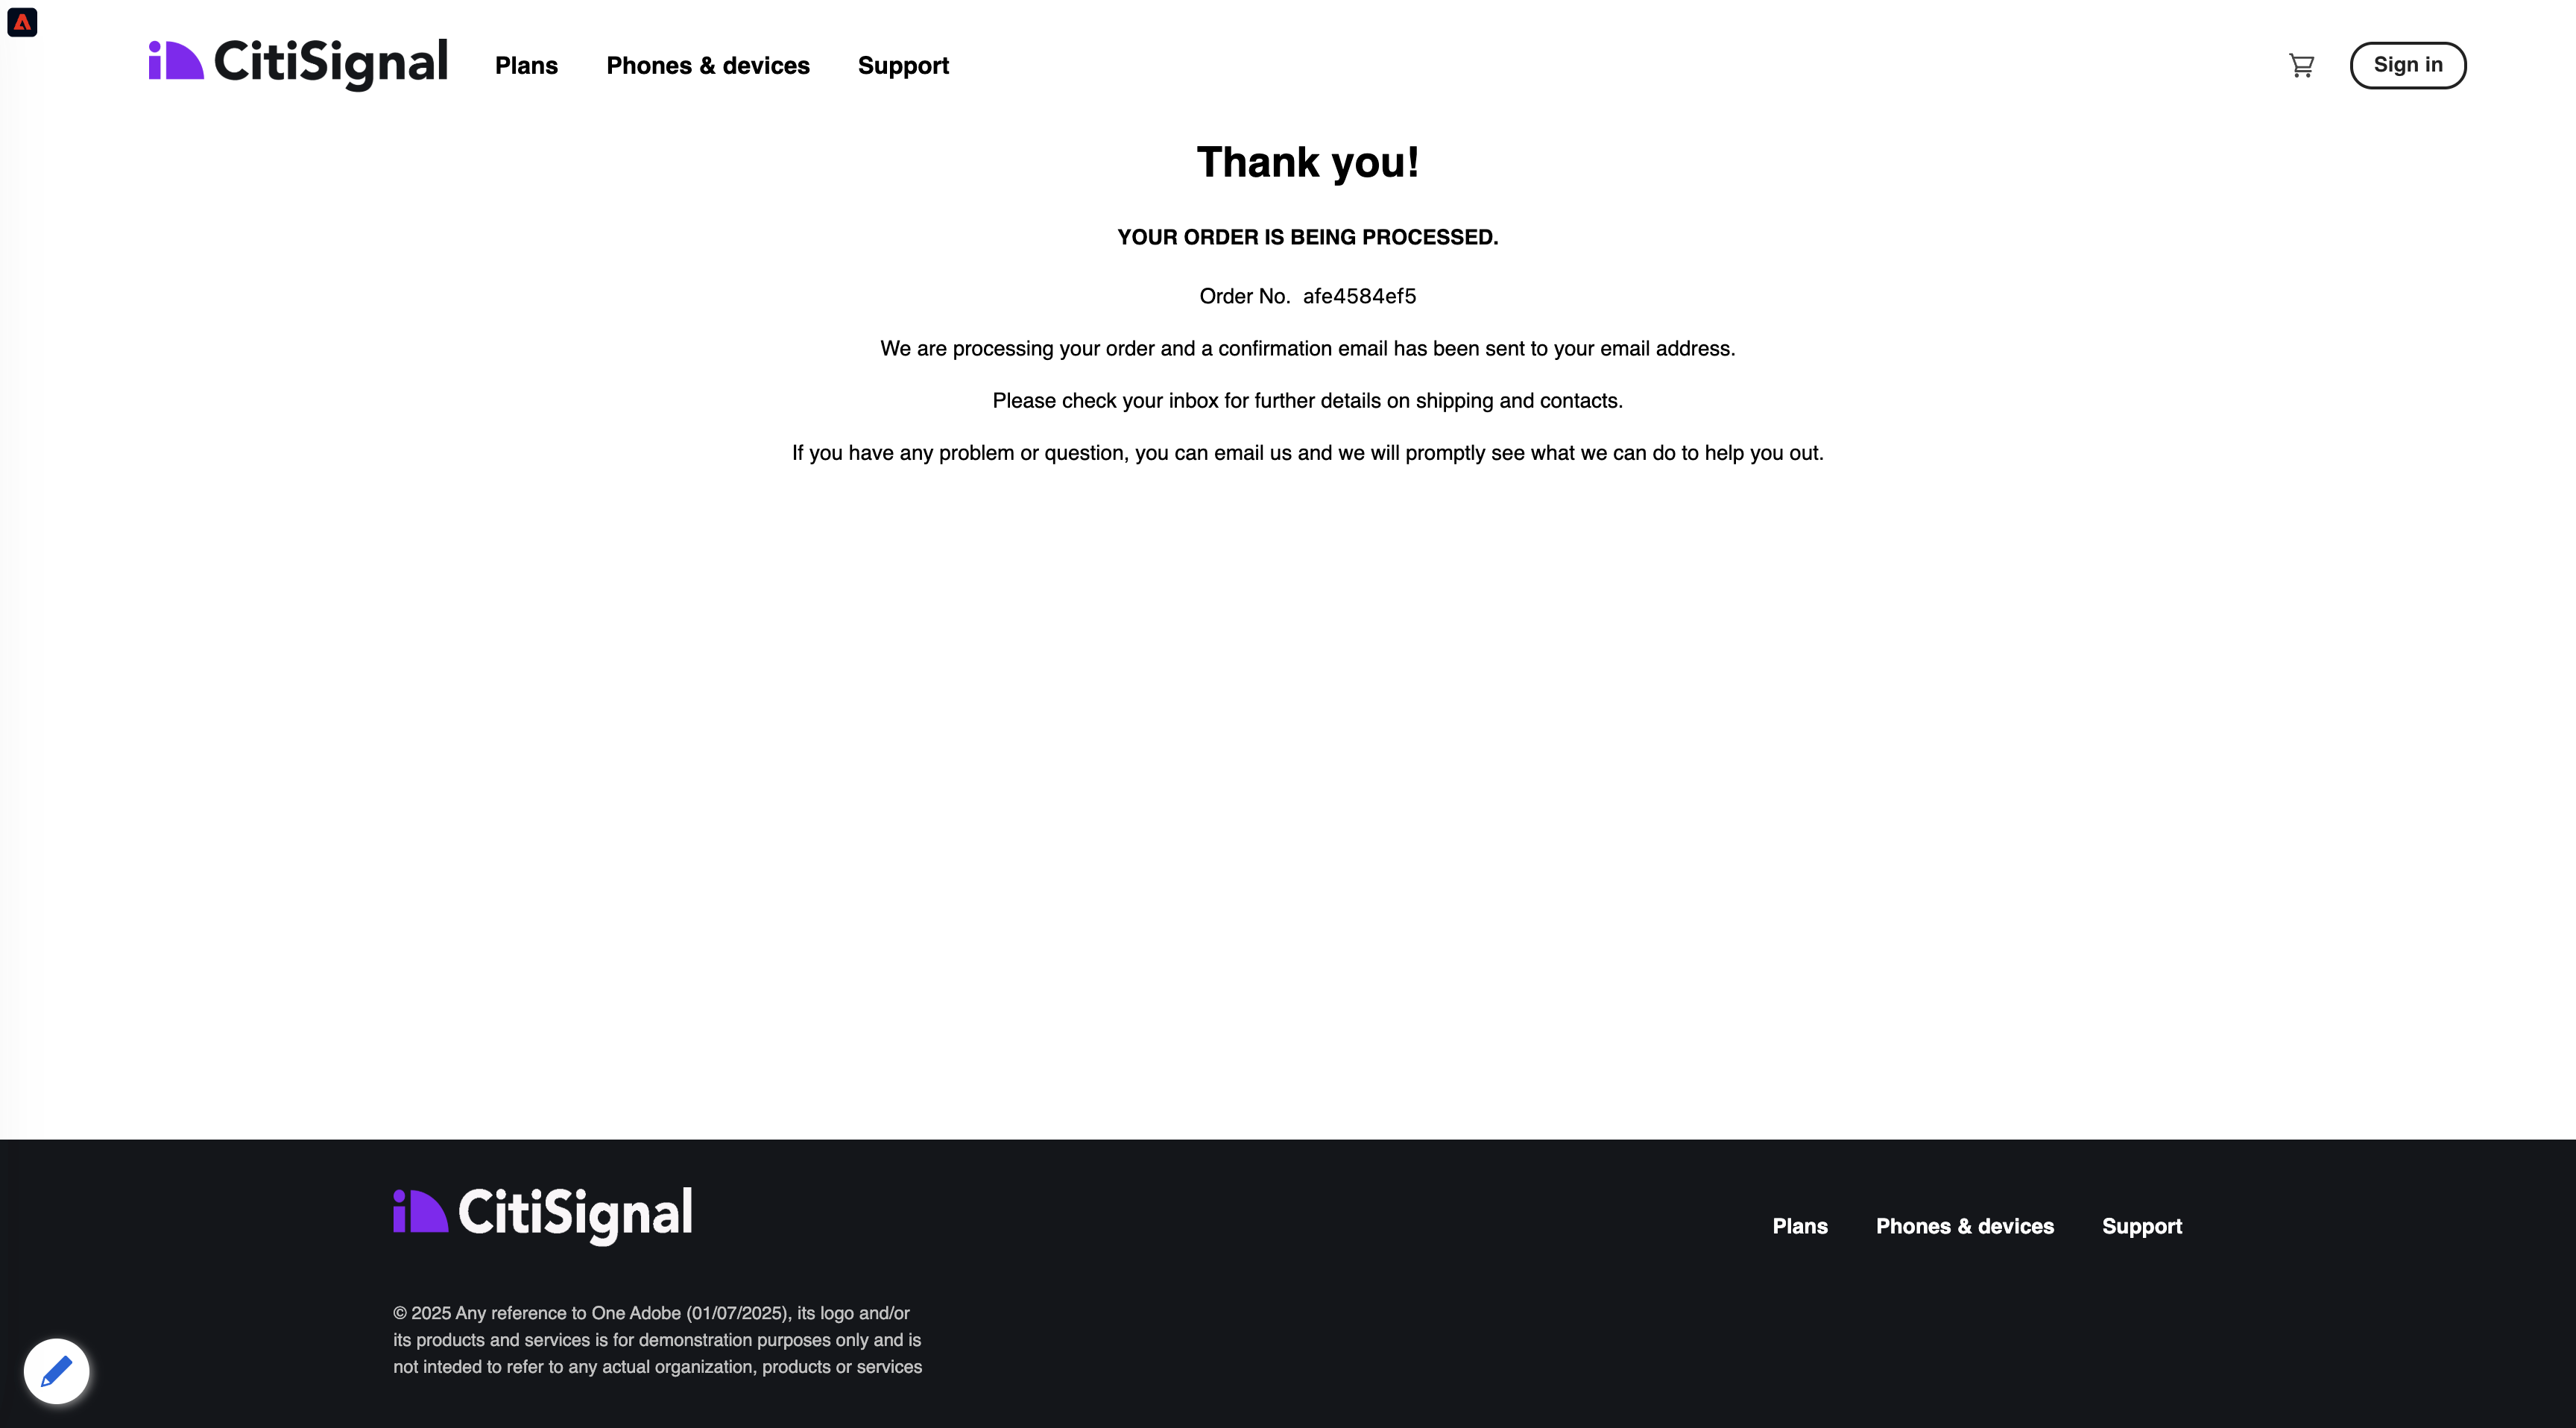 CitiSignal
Plans
Phones & devices
Support
Sign in
Thank you!
YOUR ORDER IS BEING PROCESSED.
Order No. afe4584ef5
We are processing your order and a confirmation email has been sent to your email address.
Please check your inbox for further details on shipping and contacts.
If you have any problem or question, you can email us and we will promptly see what we can do to help you out.
CitiSignal
Plans
Phones & devices
Support
© 2025 Any reference to One Adobe (01/07/2025), its logo and/or
its products and services is for demonstration purposes only and is
not inteded to refer to any actual organization, products or services